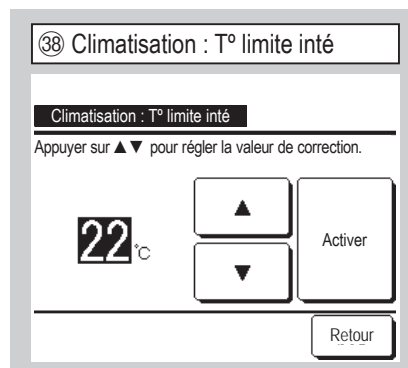 ㊳ Climatisation : Tº limite inté
Climatisation : Tº limite inté
Appuyer sur ▲▼ pour régler la valeur de correction.
▲
22°C
Activer
▼
Retour